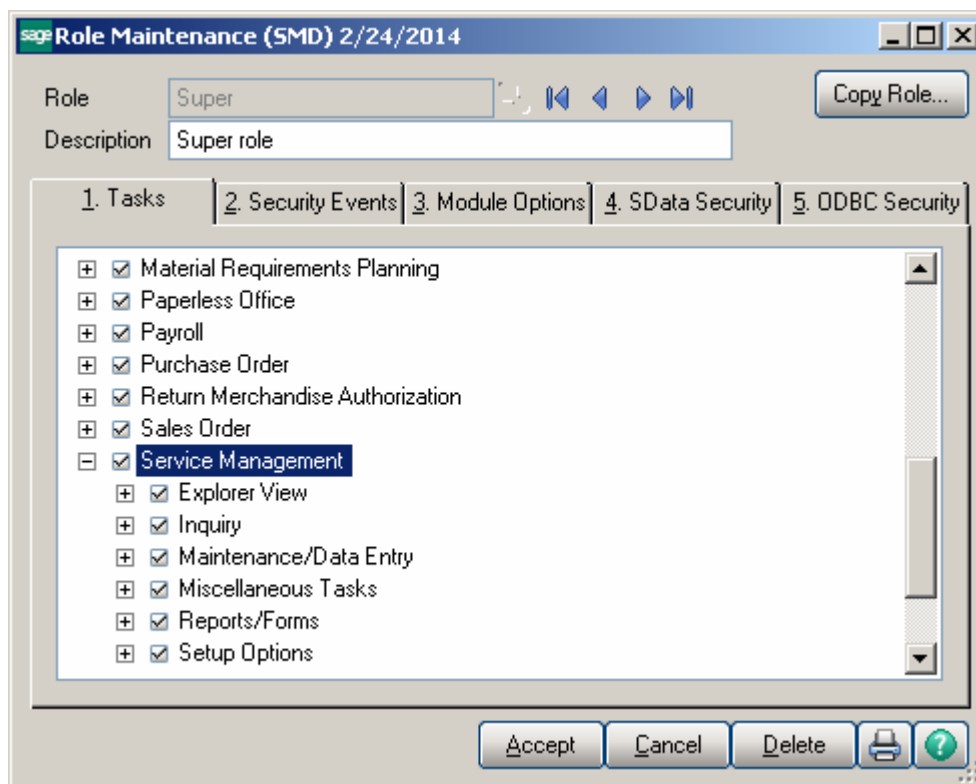 sage Role Maintenance (SMD) 2/24/2014
Role Super Copy Role...
Description Super role
1. Tasks 2. Security Events 3. Module Options 4. SData Security 5. ODBC Security
Material Requirements Planning
Paperless Office
Payroll
Purchase Order
Return Merchandise Authorization
Sales Order
Service Management
Explorer View
Inquiry
Maintenance/Data Entry
Miscellaneous Tasks
Reports/Forms
Setup Options
Accept Cancel Delete ?